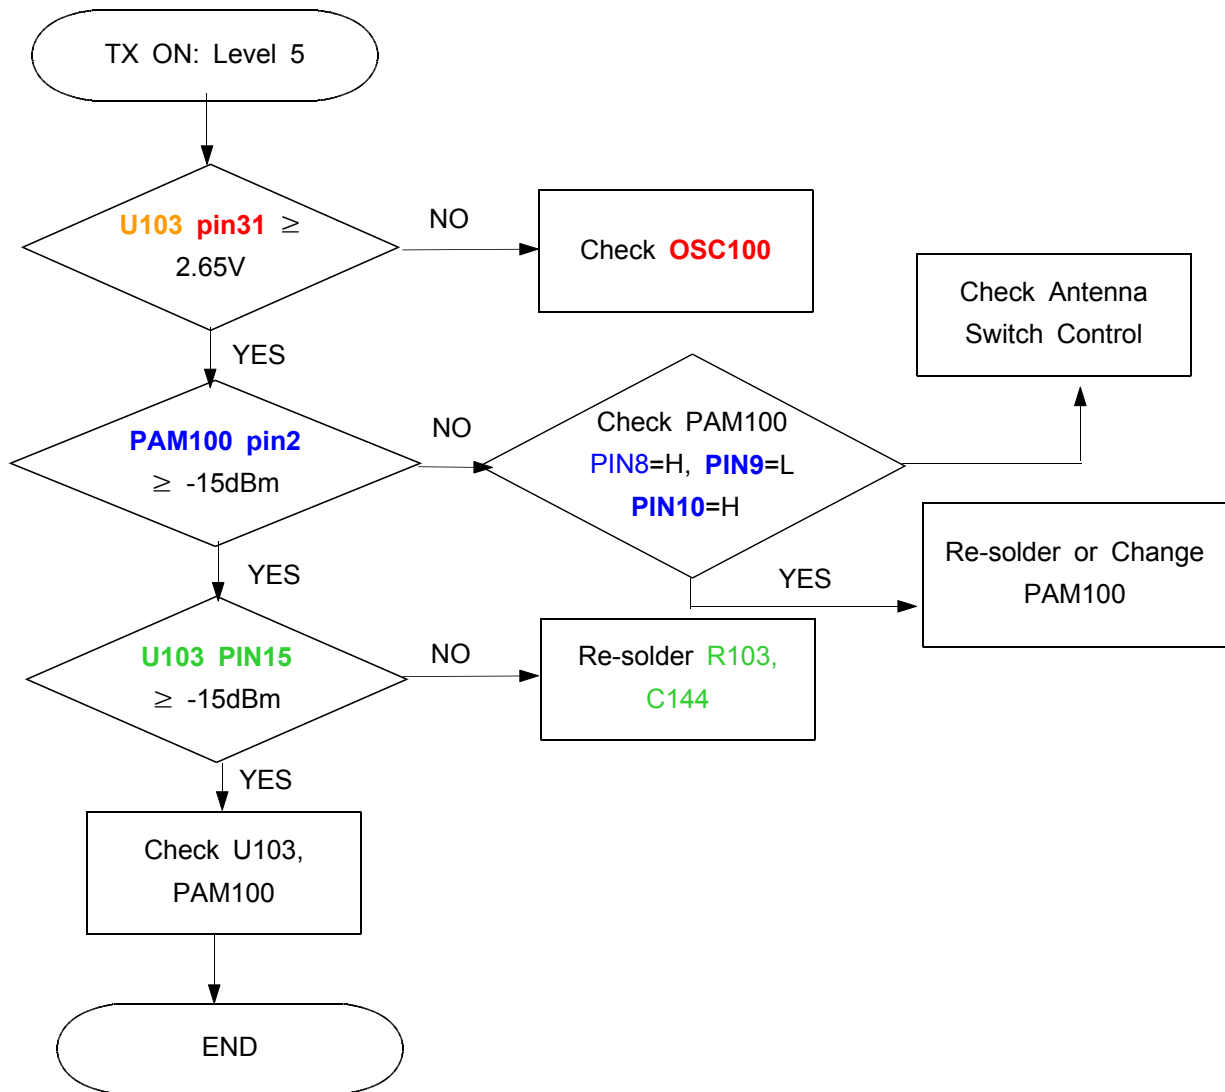 TX ON: Level 5
U103 pin31 ≥
2.65V
NO
Check OSC100
Check Antenna
Switch Control
YES
PAM100 pin2
≥ -15dBm
NO
Check PAM100
PIN8=H, PIN9=L
PIN10=H
YES
Re-solder or Change
PAM100
YES
U103 PIN15
≥ -15dBm
NO
Re-solder R103,
C144
YES
Check U103,
PAM100
END